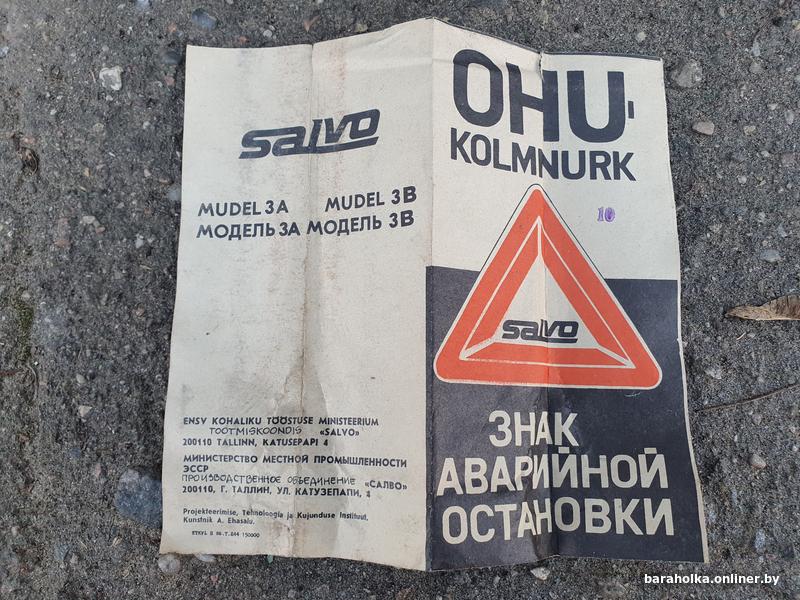 salvo
MUDEL 3A MUDEL 3B
МОДЕЛЬ 3А МОДЕЛЬ 3В
ENSV KOHALIKU TÖÖSTUSE MINISTEERIUM
TOOTMISKOONDIS «SALVO»
200110 TALLINN, KATUSEPAPI 4
МИНИСТЕРСТВО МЕСТНОЙ ПРОМЫШЛЕННОСТИ
ЭССР
ПРОИЗВОДСТВЕННОЕ ОБЪЕДИНЕНИЕ «САЛВО»
200110, Г. ТАЛЛИН, УЛ. КАТУЗЕПАПИ, 4
Projekteerimise, Tehnoloogia ja Kujunduse Instituut,
Kunstnik A. Ehasalu.
150000
OHU-
KOLMNURK
10
salvo
ЗНАК
АВАРИЙНОЙ
ОСТАНОВКИ
baraholka.onliner.by